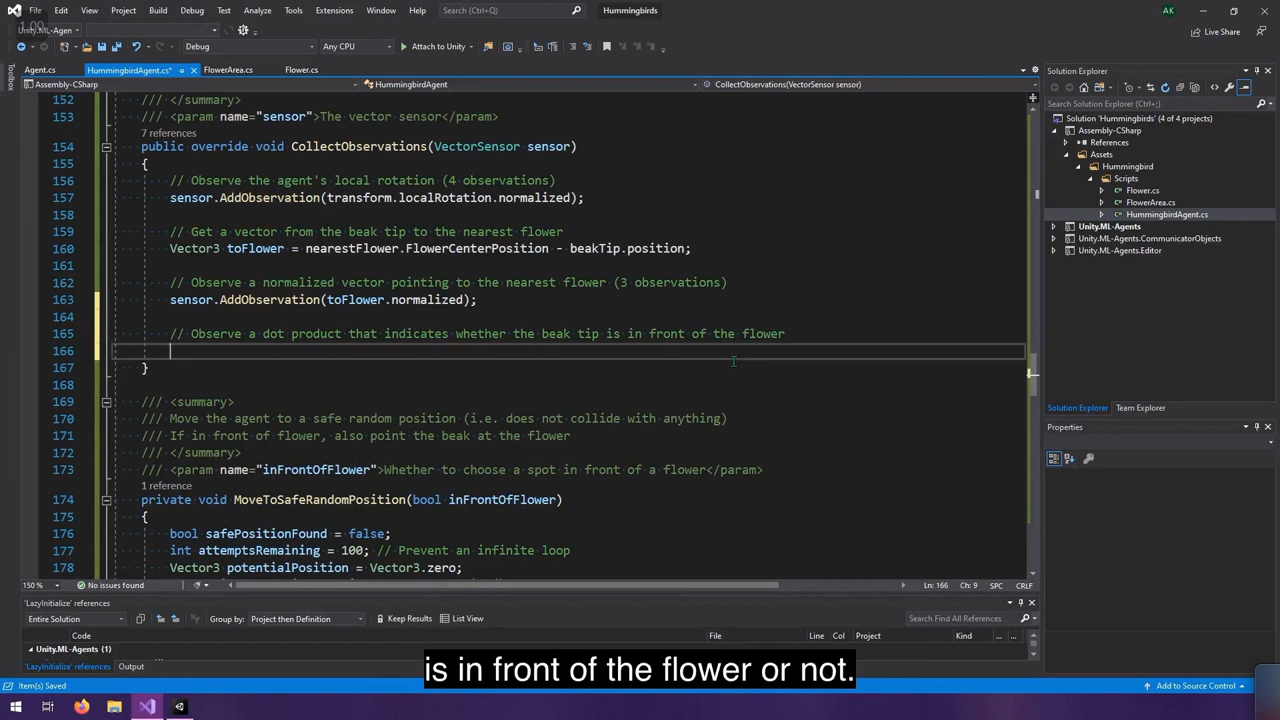 File Edit View Project Build Debug Test Analyze Tools Extensions Window Help Search (Ctrl+Q) Hummingbirds AK
1.00
Unity.ML-Agen
Live Share
Debug Any CPU Attach to Unity
Toolbox
Agent.cs HummingbirdAgent.cs* FlowerArea.cs Flower.cs
Assembly-CSharp HummingbirdAgent CollectObservations(VectorSensor sensor)
152 /// </summary>
153 /// <param name="sensor">The vector sensor</param>
7 references
154 public override void CollectObservations(VectorSensor sensor)
155 {
156 // Observe the agent's local rotation (4 observations)
157 sensor.AddObservation(transform.localRotation.normalized);
158
159 // Get a vector from the beak tip to the nearest flower
160 Vector3 toFlower = nearestFlower.FlowerCenterPosition - beakTip.position;
161
162 // Observe a normalized vector pointing to the nearest flower (3 observations)
163 sensor.AddObservation(toFlower.normalized);
164
165 // Observe a dot product that indicates whether the beak tip is in front of the flower
166
167 }
168
169 /// <summary>
170 /// Move the agent to a safe random position (i.e. does not collide with anything)
171 /// If in front of flower, also point the beak at the flower
172 /// </summary>
173 /// <param name="inFrontOfFlower">Whether to choose a spot in front of a flower</param>
1 reference
174 private void MoveToSafeRandomPosition(bool inFrontOfFlower)
175 {
176 bool safePositionFound = false;
177 int attemptsRemaining = 100; // Prevent an infinite loop
178 Vector3 potentialPosition = Vector3.zero;
150 % No issues found Ln: 166 Ch: 9 SPC CRLF
'LazyInitialize' references
Entire Solution Group by: Project then Definition Keep Results List View Search Find All References
Code File Line Col Project Kind
Unity.ML-Agents (1)
'LazyInitialize' references Output
Solution Explorer
Search Solution Explorer (Ctrl+;)
Solution 'Hummingbirds' (4 of 4 projects)
Assembly-CSharp
References
Assets
Hummingbird
Scripts
Flower.cs
FlowerArea.cs
HummingbirdAgent.cs
Unity.ML-Agents
Unity.ML-Agents.CommunicatorObjects
Unity.ML-Agents.Editor
Solution Explorer Team Explorer
Properties
is in front of the flower or not.
Item(s) Saved Add to Source Control